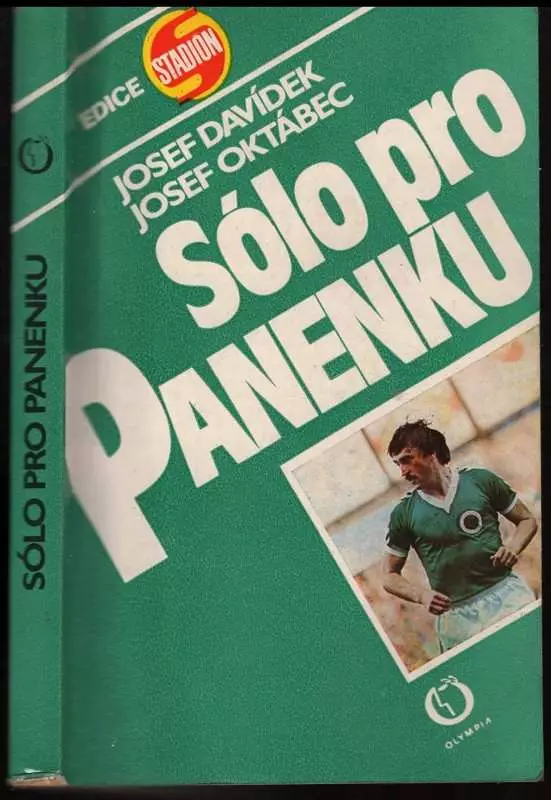 EDICE
STADION
JOSEF DAVÍDEK
JOSEF OKTÁBEC
Sólo pro
PANENKU
SÓLO PRO PANENKU
OLYMPIA